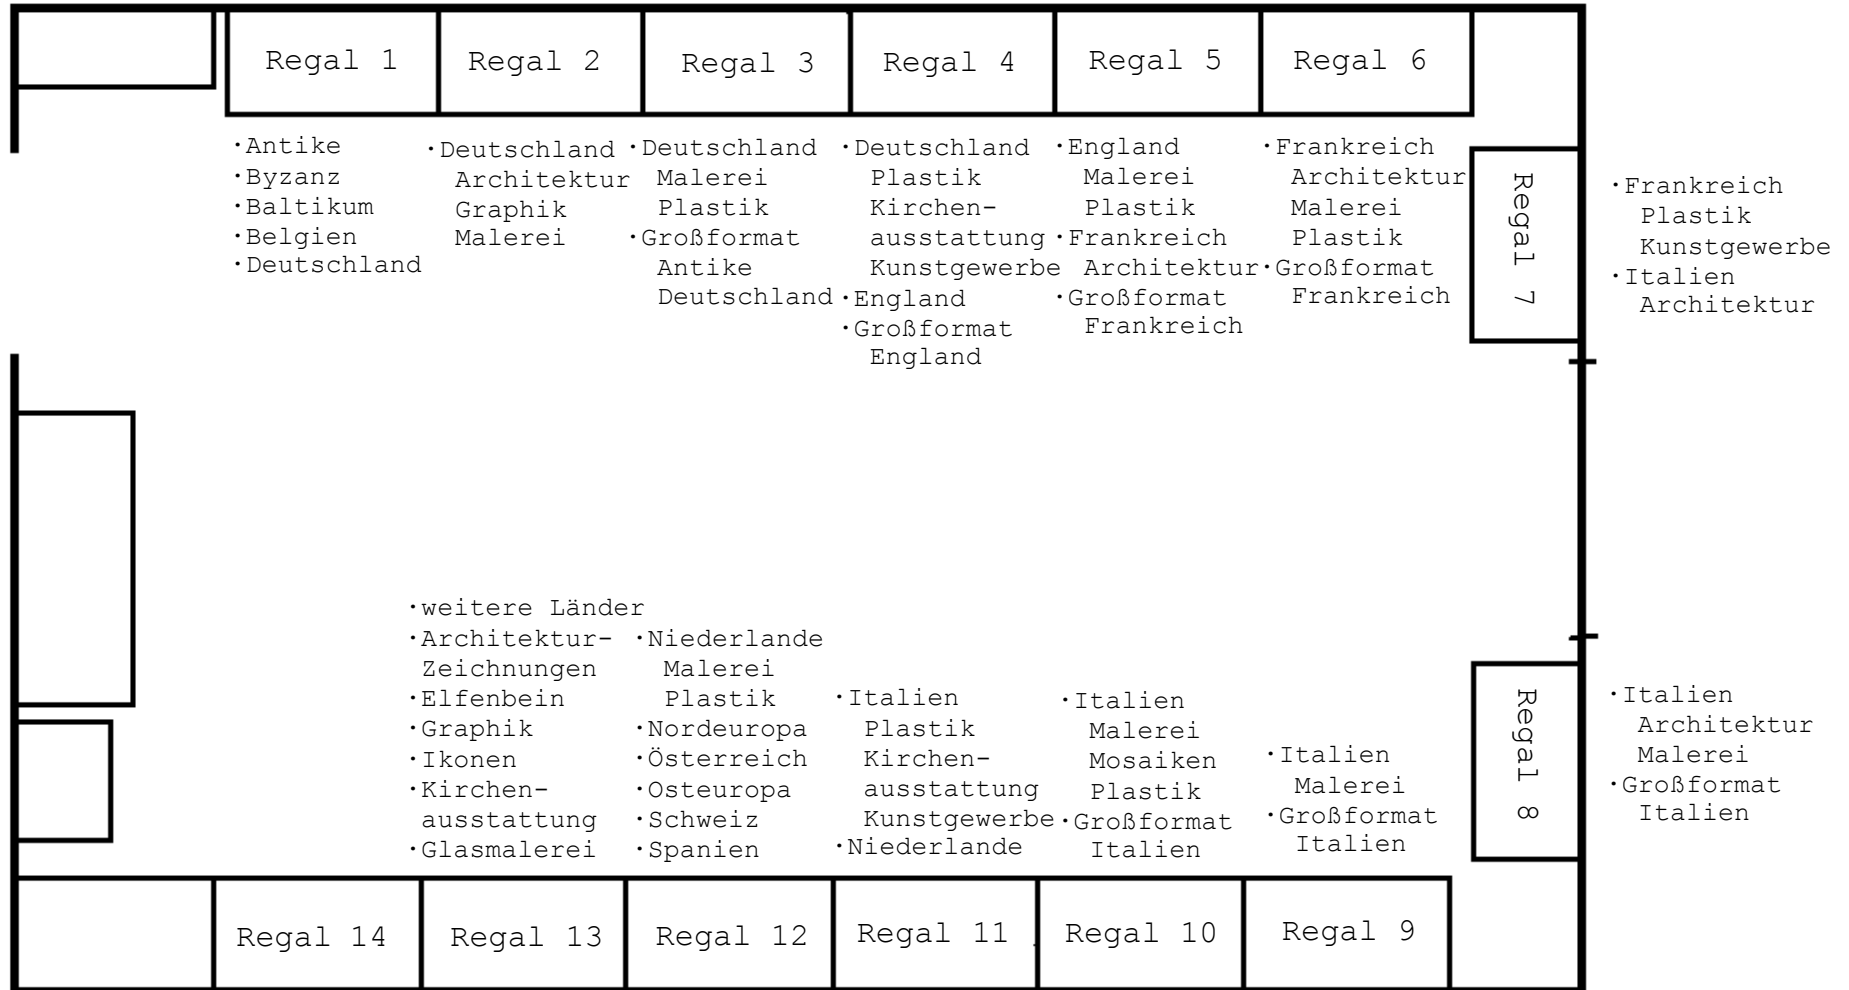 Regal 1
Regal 2
Regal 3
Regal 4
Regal 5
Regal 6
·Antike
·Byzanz
·Baltikum
·Belgien
·Deutschland
·Deutschland
Architektur
Graphik
Malerei
·Deutschland
Malerei
Plastik
·Großformat
Antike
Deutschland
·Deutschland
Plastik
Kirchen-
ausstattung
Kunstgewerbe
·England
·Großformat
England
·England
Malerei
Plastik
·Frankreich
Architektur
·Großformat
Frankreich
·Frankreich
Architektur
Malerei
Plastik
·Großformat
Frankreich
Regal 7
·Frankreich
Plastik
Kunstgewerbe
·Italien
Architektur
·weitere Länder
·Architektur-
Zeichnungen
·Elfenbein
·Graphik
·Ikonen
·Kirchen-
ausstattung
·Glasmalerei
·Niederlande
Malerei
Plastik
·Nordeuropa
·Österreich
·Osteuropa
·Schweiz
·Spanien
·Italien
Plastik
Kirchen-
ausstattung
Kunstgewerbe
·Niederlande
·Italien
Malerei
Mosaiken
Plastik
·Großformat
Italien
·Italien
Malerei
·Großformat
Italien
Regal 8
·Italien
Architektur
Malerei
·Großformat
Italien
Regal 14
Regal 13
Regal 12
Regal 11
Regal 10
Regal 9